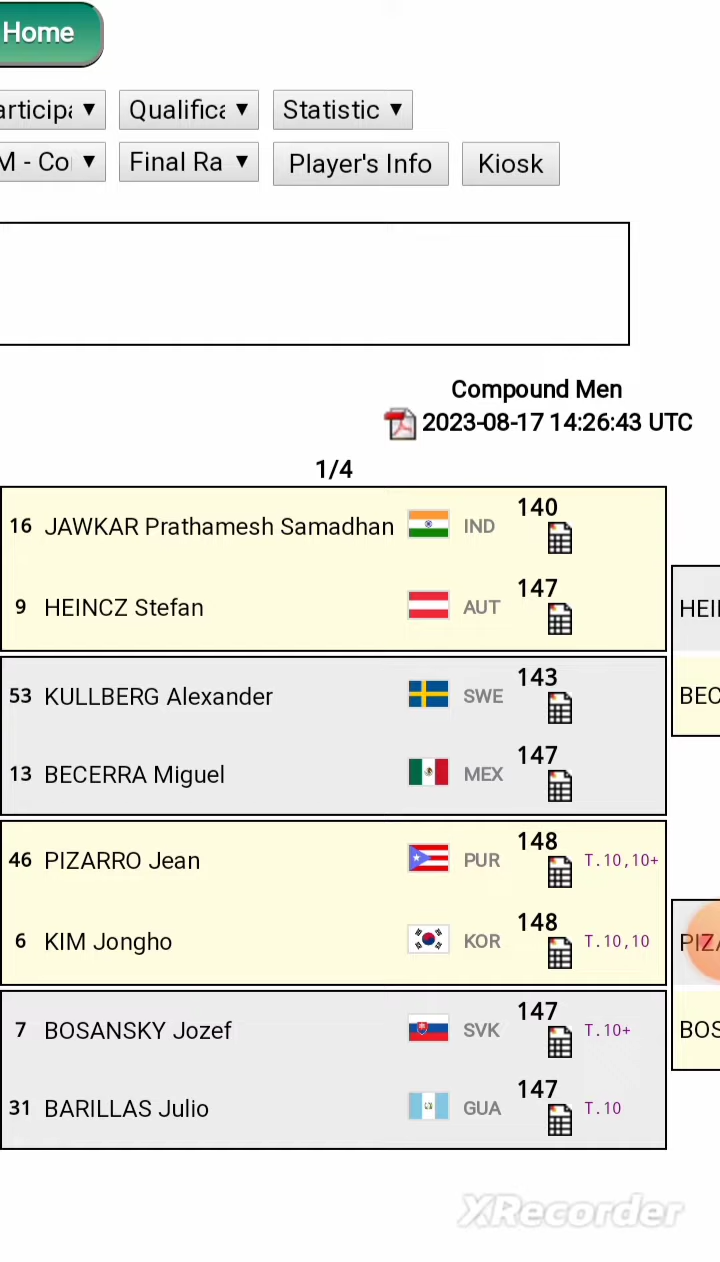 Home
articipa ▼ Qualifica ▼ Statistic ▼
M - Co ▼ Final Ra ▼ Player's Info Kiosk
Compound Men
2023-08-17 14:26:43 UTC
1/4
16 JAWKAR Prathamesh Samadhan IND 140
9 HEINCZ Stefan AUT 147
HEI
53 KULLBERG Alexander SWE 143
BEC
13 BECERRA Miguel MEX 147
46 PIZARRO Jean PUR 148 T.10,10+
6 KIM Jongho KOR 148 T.10,10
PIZA
7 BOSANSKY Jozef SVK 147 T.10+
BOS
31 BARILLAS Julio GUA 147 T.10
XRecorder